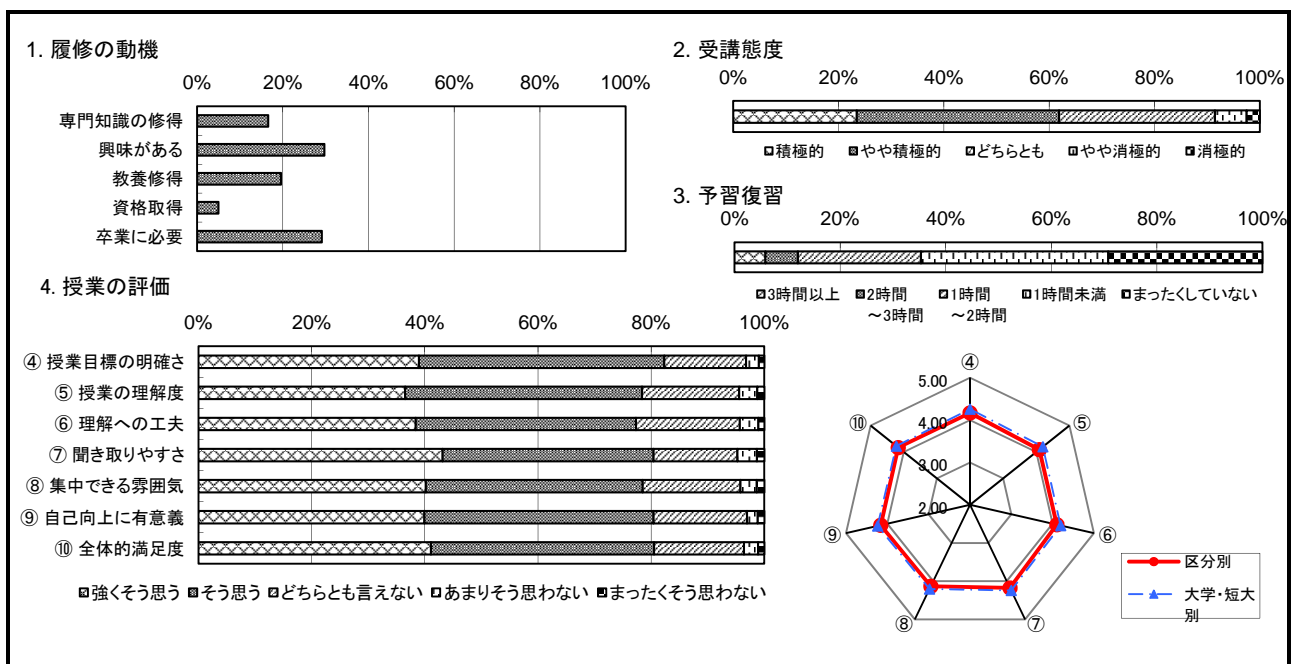 1. 履修の動機
0% 20% 40% 60% 80% 100%
専門知識の修得
興味がある
教養修得
資格取得
卒業に必要
2. 受講態度
0% 20% 40% 60% 80% 100%
積極的 やや積極的 どちらとも やや消極的 消極的
3. 予習復習
0% 20% 40% 60% 80% 100%
3時間以上 2時間 1時間 1時間未満 まったくしていない
～3時間 ～2時間
4. 授業の評価
0% 20% 40% 60% 80% 100%
④ 授業目標の明確さ
⑤ 授業の理解度
⑥ 理解への工夫
⑦ 聞き取りやすさ
⑧ 集中できる雰囲気
⑨ 自己向上に有意義
⑩ 全体的満足度
強くそう思う そう思う どちらとも言えない あまりそう思わない まったくそう思わない
④
5.00
⑩ ⑤
4.00
3.00
2.00
⑨ ⑥
⑧ ⑦
区分別
大学・短大
別